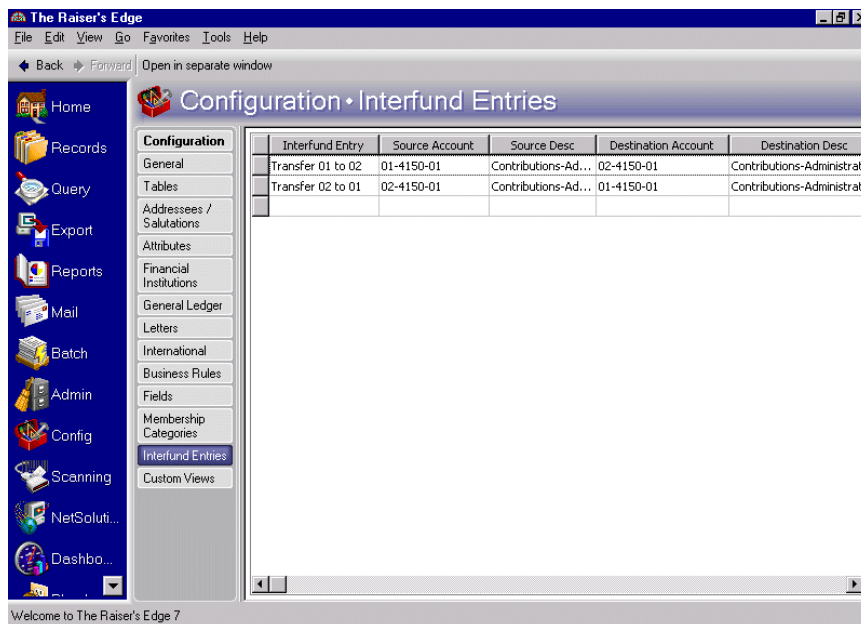 The Raiser's Edge
File Edit View Go Favorites Tools Help
Back Forward Open in separate window
Configuration • Interfund Entries
Home
Records
Query
Export
Reports
Mail
Batch
Admin
Config
Scanning
NetSoluti...
Dashbo...
Configuration
General
Tables
Addressees /
Salutations
Attributes
Financial
Institutions
General Ledger
Letters
International
Business Rules
Fields
Membership
Categories
Interfund Entries
Custom Views
Interfund Entry Source Account Source Desc Destination Account Destination Desc
Transfer 01 to 02 01-4150-01 Contributions-Ad... 02-4150-01 Contributions-Administrat
Transfer 02 to 01 02-4150-01 Contributions-Ad... 01-4150-01 Contributions-Administrat
Welcome to The Raiser's Edge 7